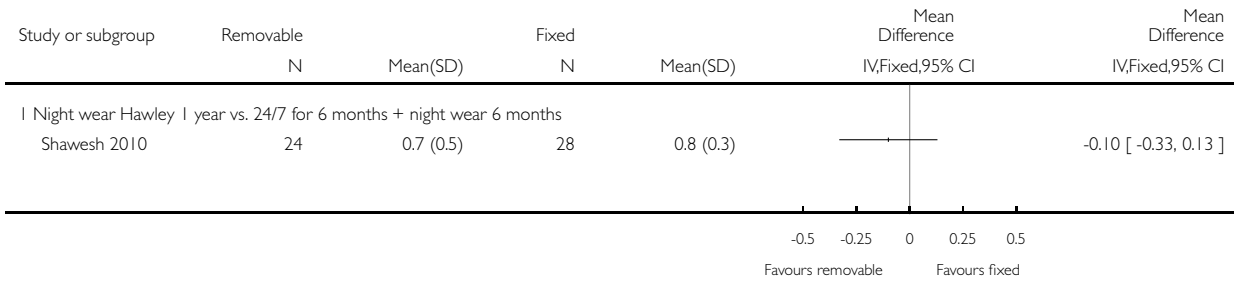 Study or subgroup Removable Fixed Mean Difference Mean Difference
N Mean(SD) N Mean(SD) IV,Fixed,95% CI IV,Fixed,95% CI
1 Night wear Hawley 1 year vs. 24/7 for 6 months + night wear 6 months
Shawesh 2010 24 0.7 (0.5) 28 0.8 (0.3) -0.10 [ -0.33, 0.13 ]
-0.5 -0.25 0 0.25 0.5
Favours removable Favours fixed